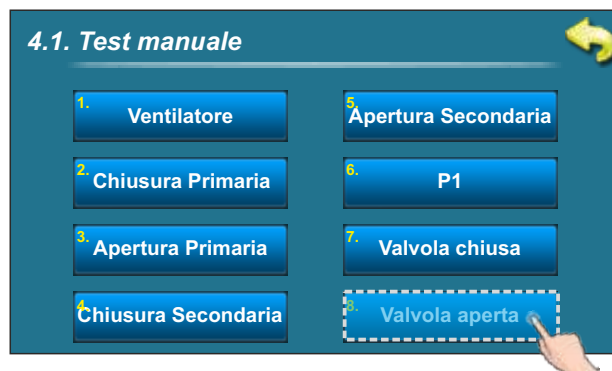 4.1. Test manuale
1. Ventilatore
2. Chiusura Primaria
3. Apertura Primaria
4. Chiusura Secondaria
5. Apertura Secondaria
6. P1
7. Valvola chiusa
8. Valvola aperta